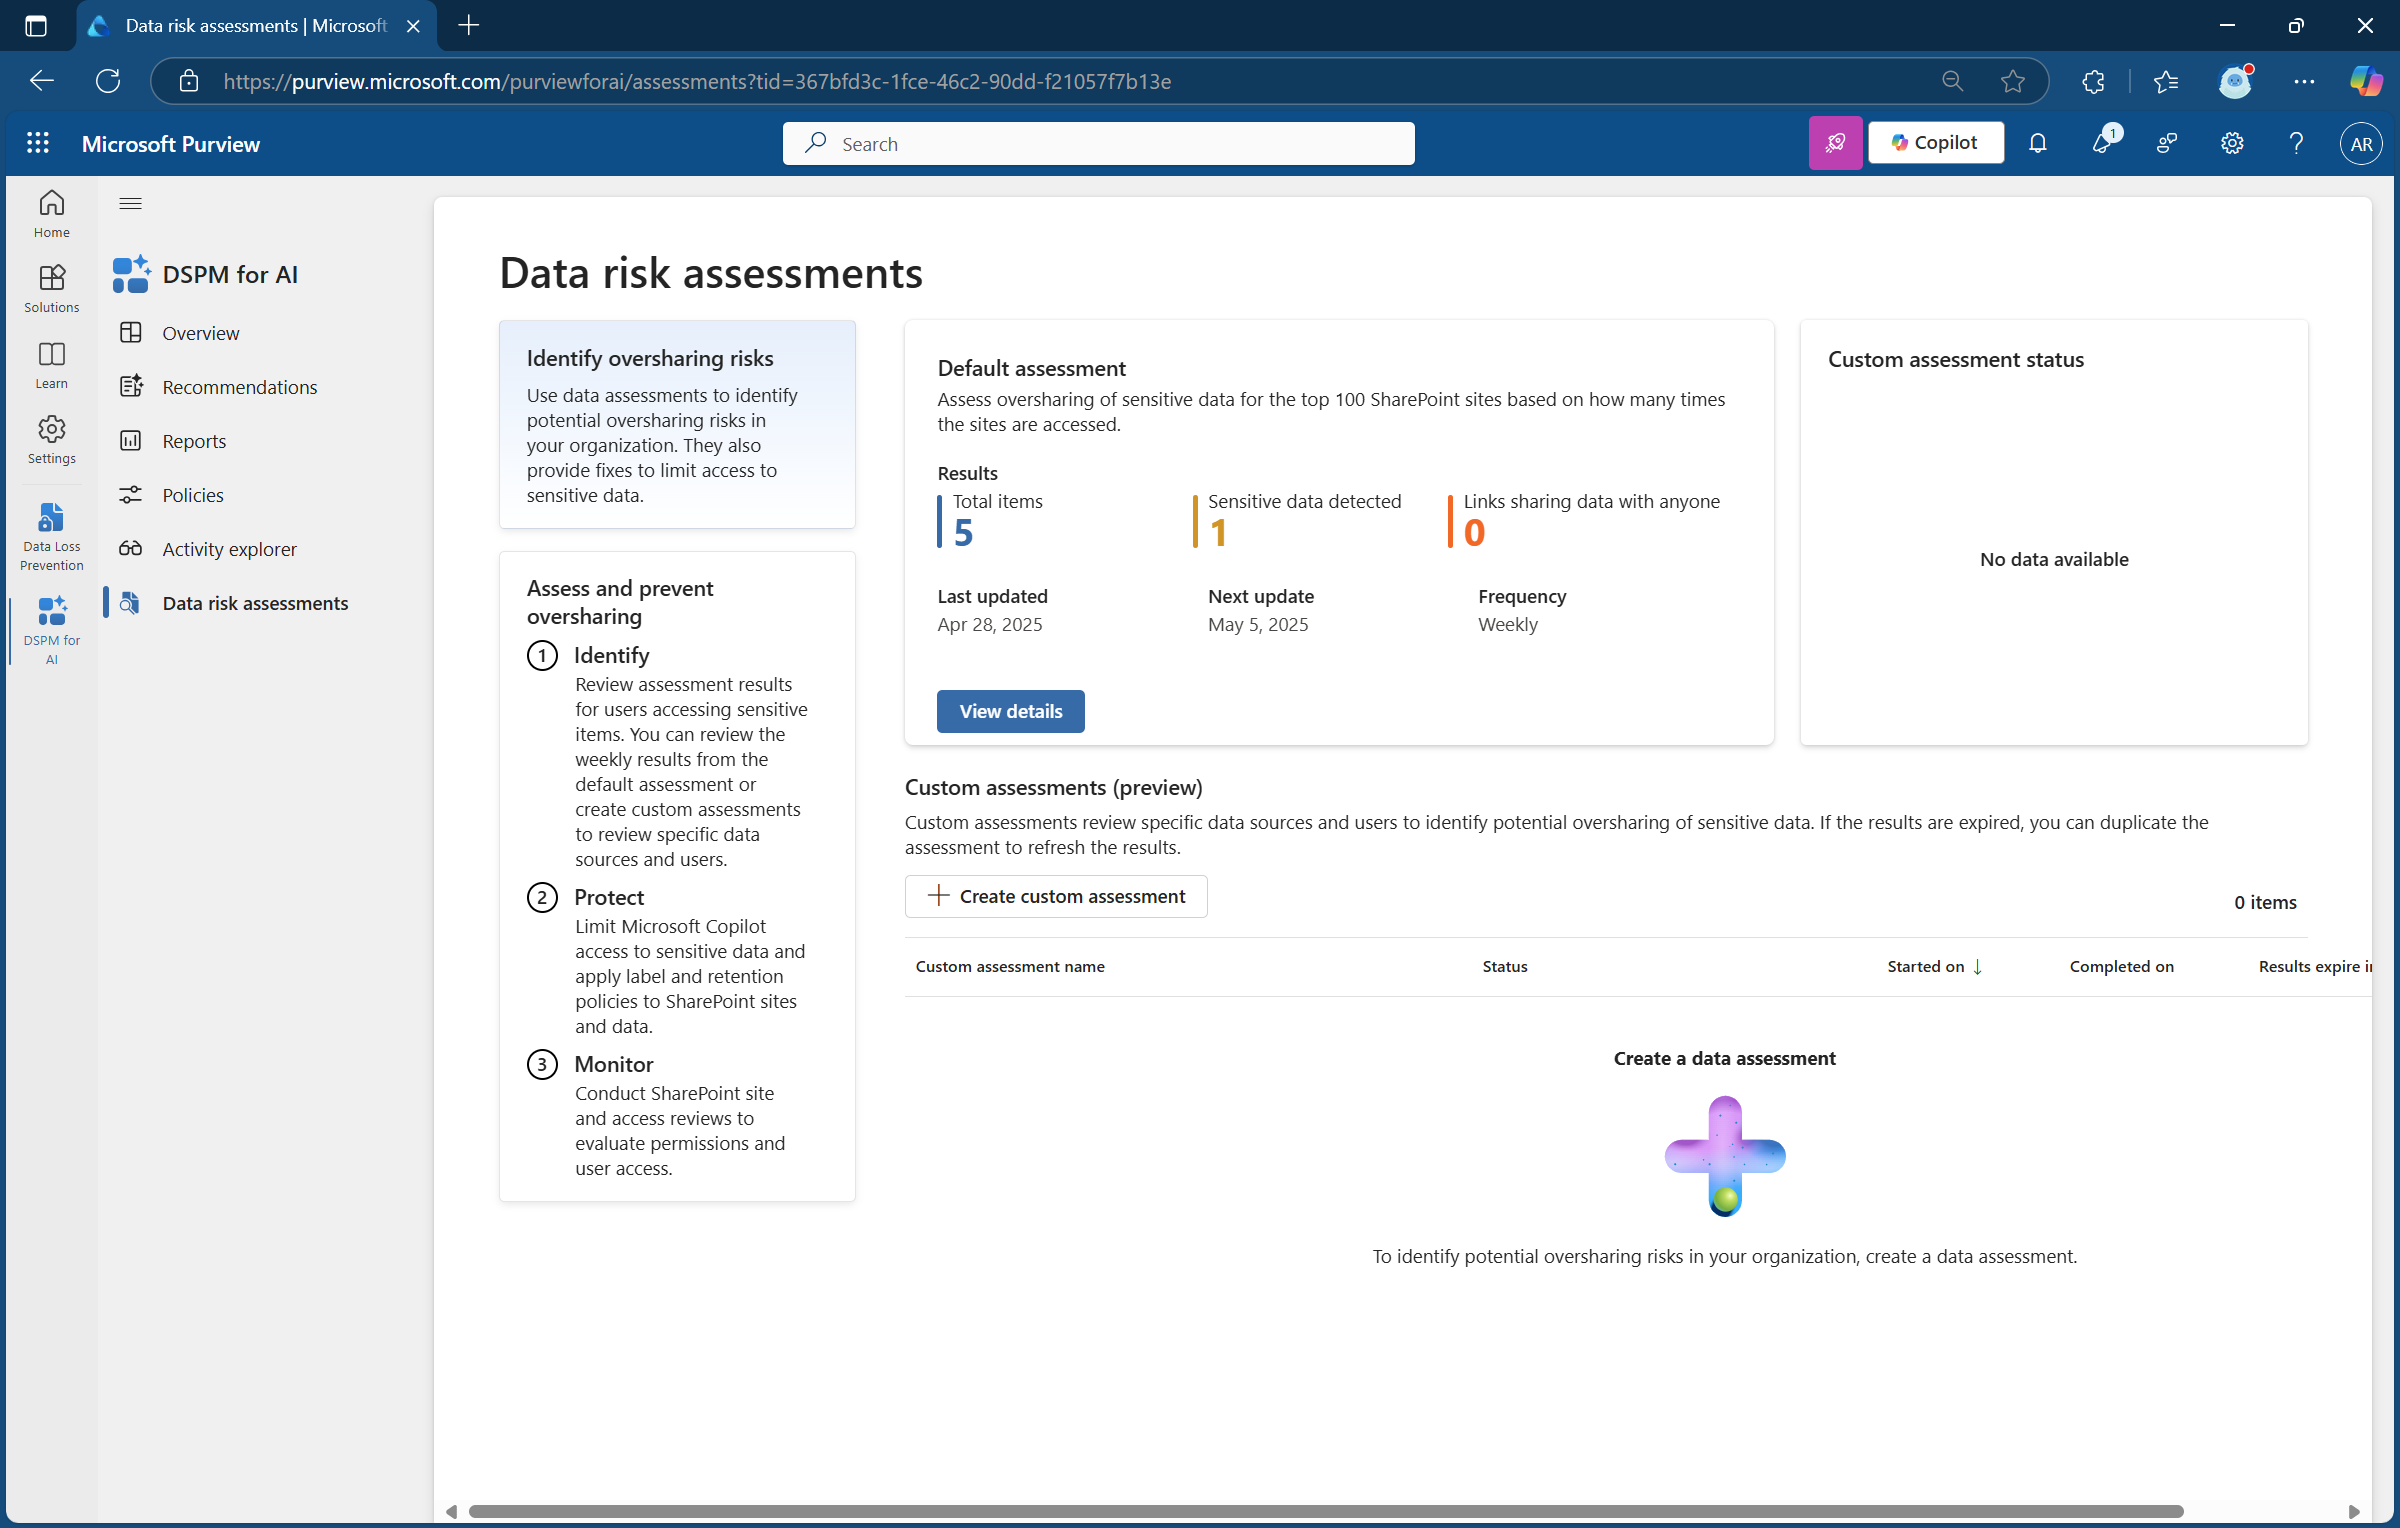 Data risk assessments | Microsoft
https://purview.microsoft.com/purviewforai/assessments?tid=367bfd3c-1fce-46c2-90dd-f21057f7b13e
Microsoft Purview
Search
Copilot
1
AR
Home
Solutions
Learn
Settings
Data Loss
Prevention
DSPM for
AI
DSPM for AI
Overview
Recommendations
Reports
Policies
Activity explorer
Data risk assessments
Data risk assessments
Identify oversharing risks
Use data assessments to identify
potential oversharing risks in
your organization. They also
provide fixes to limit access to
sensitive data.
Assess and prevent
oversharing
1 Identify
Review assessment results
for users accessing sensitive
items. You can review the
weekly results from the
default assessment or
create custom assessments
to review specific data
sources and users.
2 Protect
Limit Microsoft Copilot
access to sensitive data and
apply label and retention
policies to SharePoint sites
and data.
3 Monitor
Conduct SharePoint site
and access reviews to
evaluate permissions and
user access.
Default assessment
Assess oversharing of sensitive data for the top 100 SharePoint sites based on how many times
the sites are accessed.
Results
Total items
5
Sensitive data detected
1
Links sharing data with anyone
0
Last updated
Apr 28, 2025
Next update
May 5, 2025
Frequency
Weekly
View details
Custom assessment status
No data available
Custom assessments (preview)
Custom assessments review specific data sources and users to identify potential oversharing of sensitive data. If the results are expired, you can duplicate the
assessment to refresh the results.
Create custom assessment
0 items
Custom assessment name Status Started on ↓ Completed on Results expire
Create a data assessment
To identify potential oversharing risks in your organization, create a data assessment.